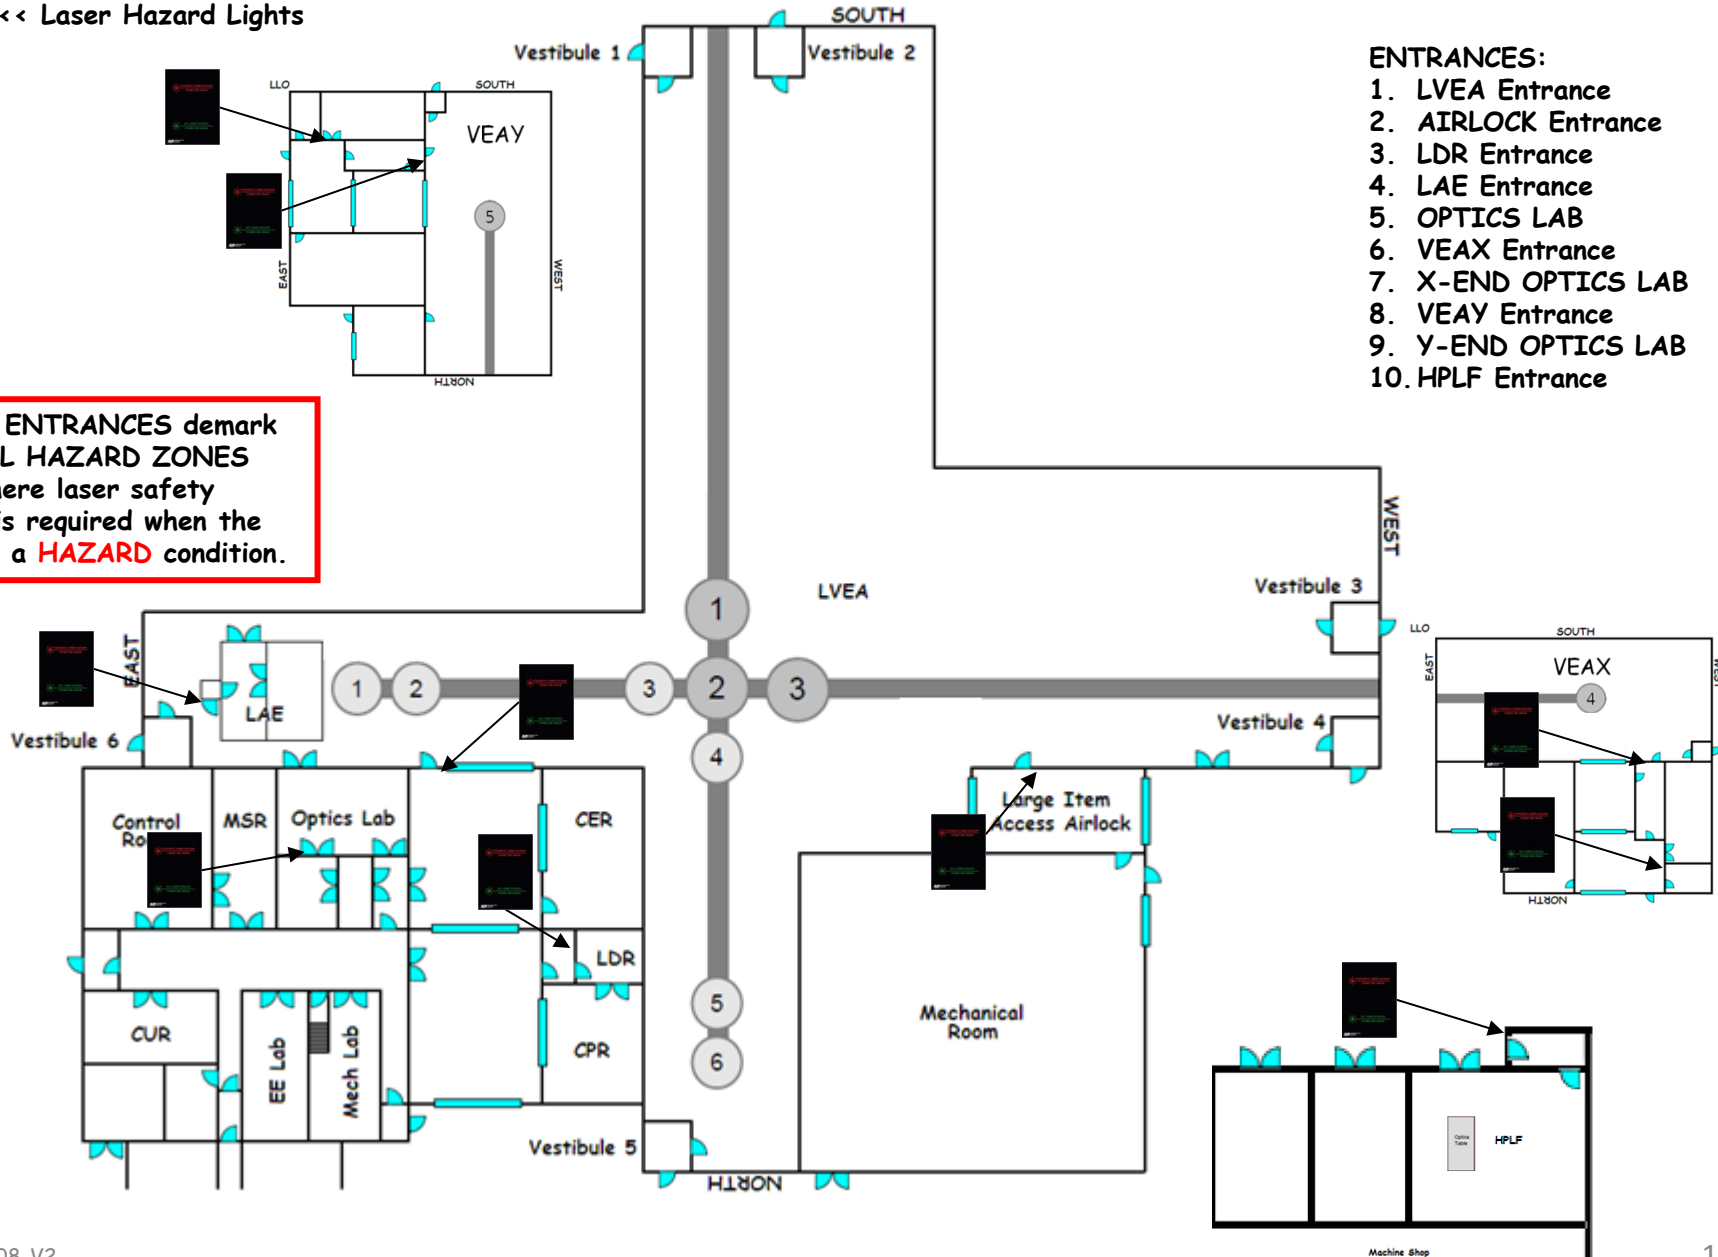 << Laser Hazard Lights
SOUTH
Vestibule 1
Vestibule 2
ENTRANCES:
1. LVEA Entrance
2. AIRLOCK Entrance
3. LDR Entrance
4. LAE Entrance
5. OPTICS LAB
6. VEAX Entrance
7. X-END OPTICS LAB
8. VEAY Entrance
9. Y-END OPTICS LAB
10. HPLF Entrance
LLO
SOUTH
VEAY
5
EAST
WEST
NORTH
ENTRANCES demark
L HAZARD ZONES
ere laser safety
is required when the
a HAZARD condition.
WEST
1
LVEA
Vestibule 3
EAST
1
2
3
2
3
LAE
Vestibule 6
4
Vestibule 4
LLO
SOUTH
EAST
VEAX
4
NORTH
Control
MSR
Optics Lab
CER
Large Item
Access Airlock
LDR
5
6
CUR
EE Lab
Mech Lab
CPR
Mechanical
Room
Vestibule 5
NORTH
Optics
Table
HPLF
Machine Shop
1